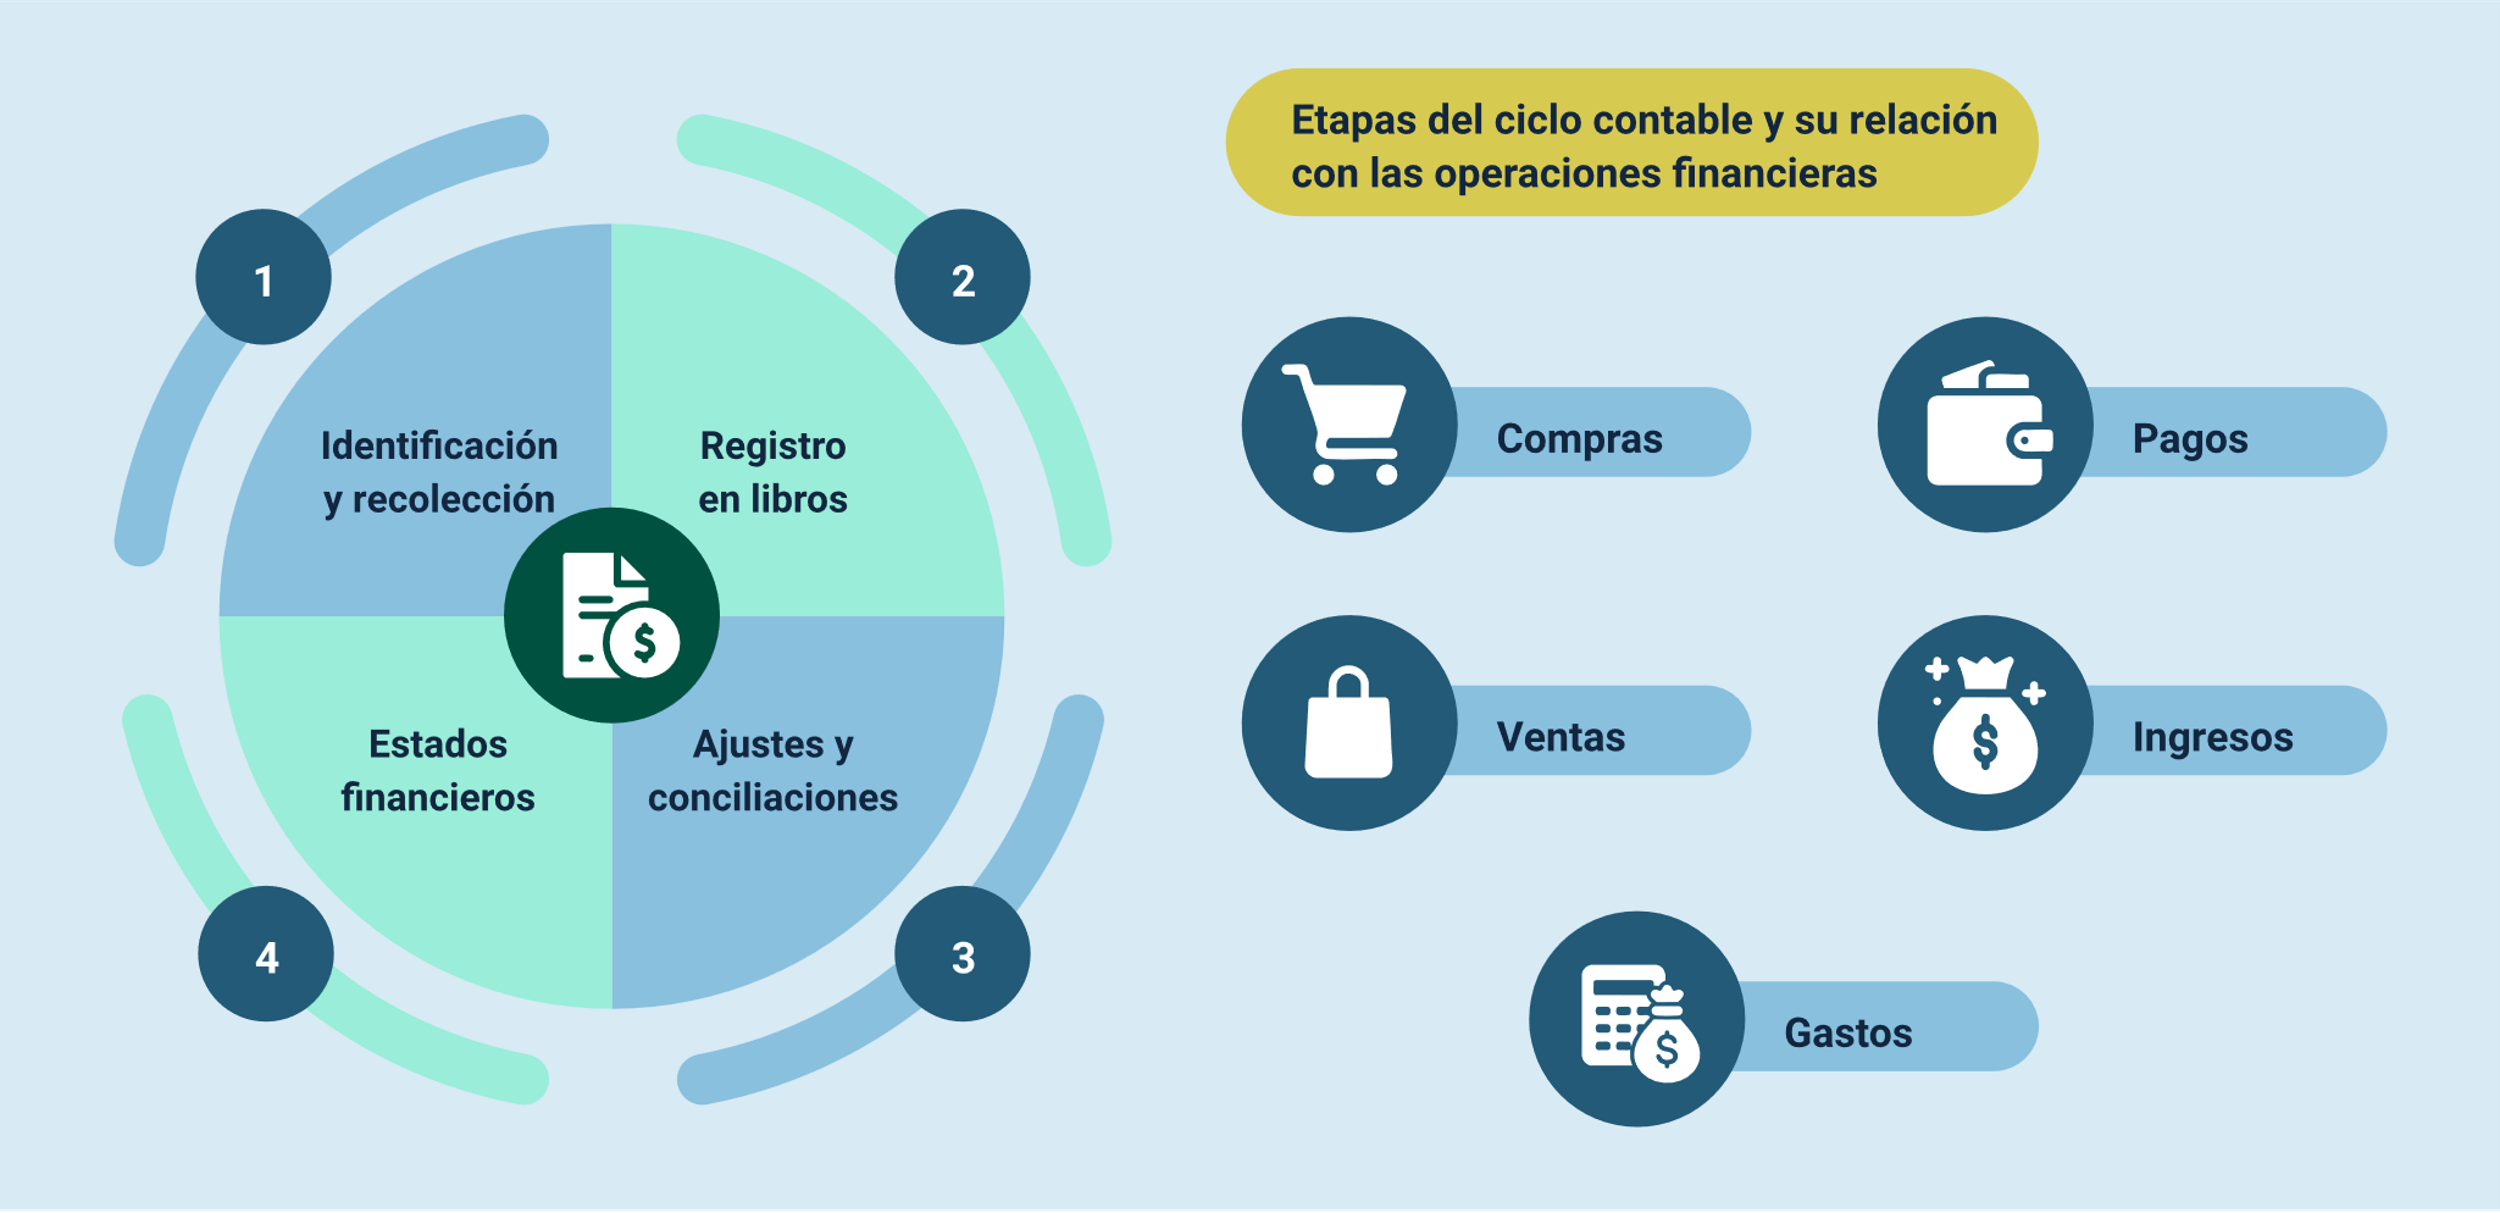 Etapas del ciclo contable y su relación
con las operaciones financieras
1
Identificación
y recolección
2
Registro
en libros
3
Ajustes y
conciliaciones
4
Estados
financieros
$
Compras
Pagos
Ventas
$
Ingresos
$
Gastos